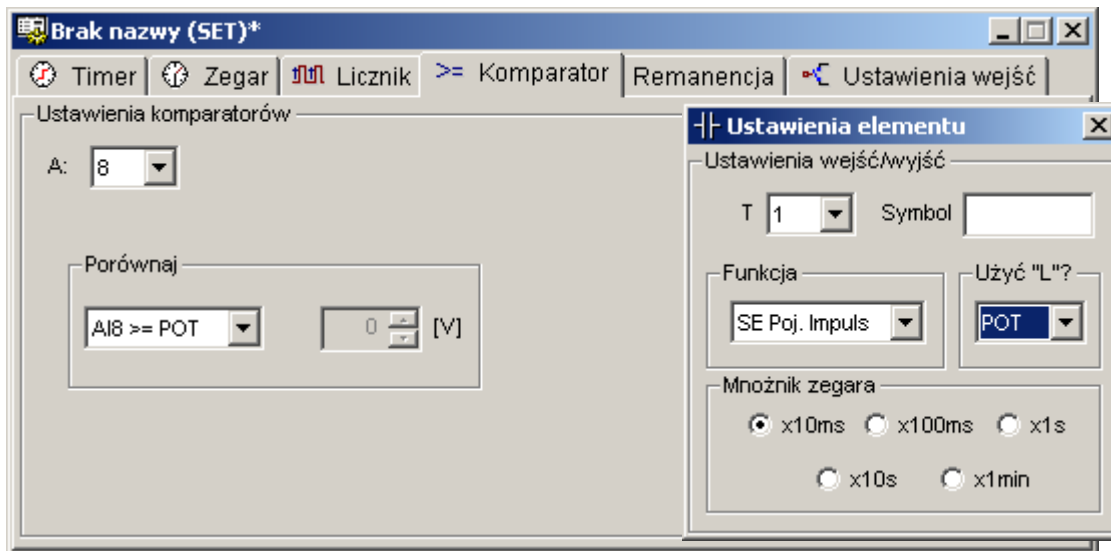 Brak nazwy (SET)*
Timer Zegar Licznik >= Komparator Remanencja Ustawienia wejść
Ustawienia komparatorów
A: 8
Porównaj
AI8 >= POT 0 [V]
Ustawienia elementu
Ustawienia wejść/wyjść
T 1 Symbol
Funkcja Użyć "L"?
SE Poj. Impuls POT
Mnożnik zegara
x10ms x100ms x1s
x10s x1min